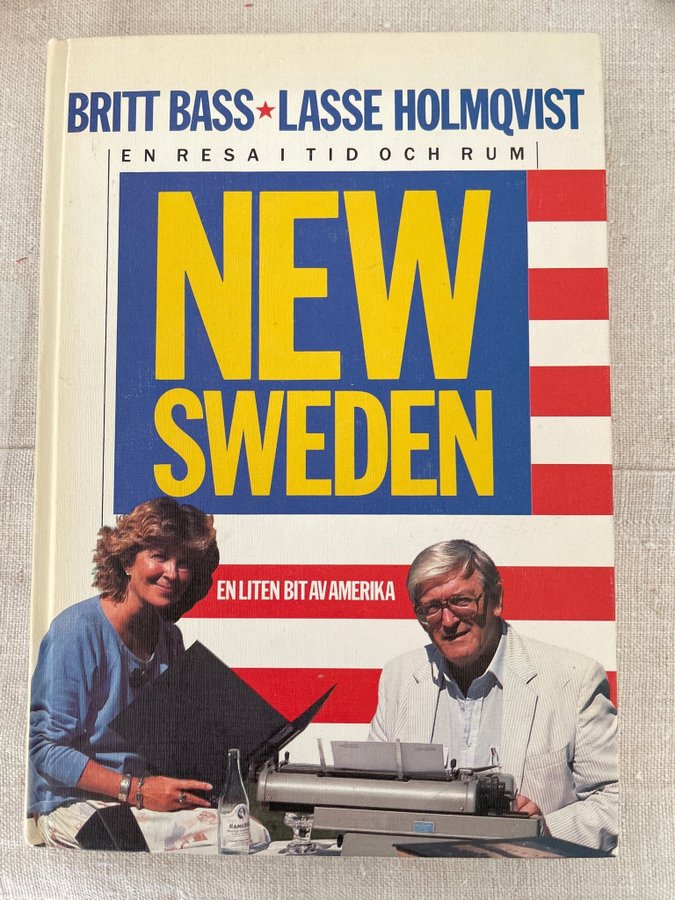 BRITT BASS★LASSE HOLMQVIST
EN RESA I TID OCH RUM
NEW
SWEDEN
EN LITEN BIT AV AMERIKA